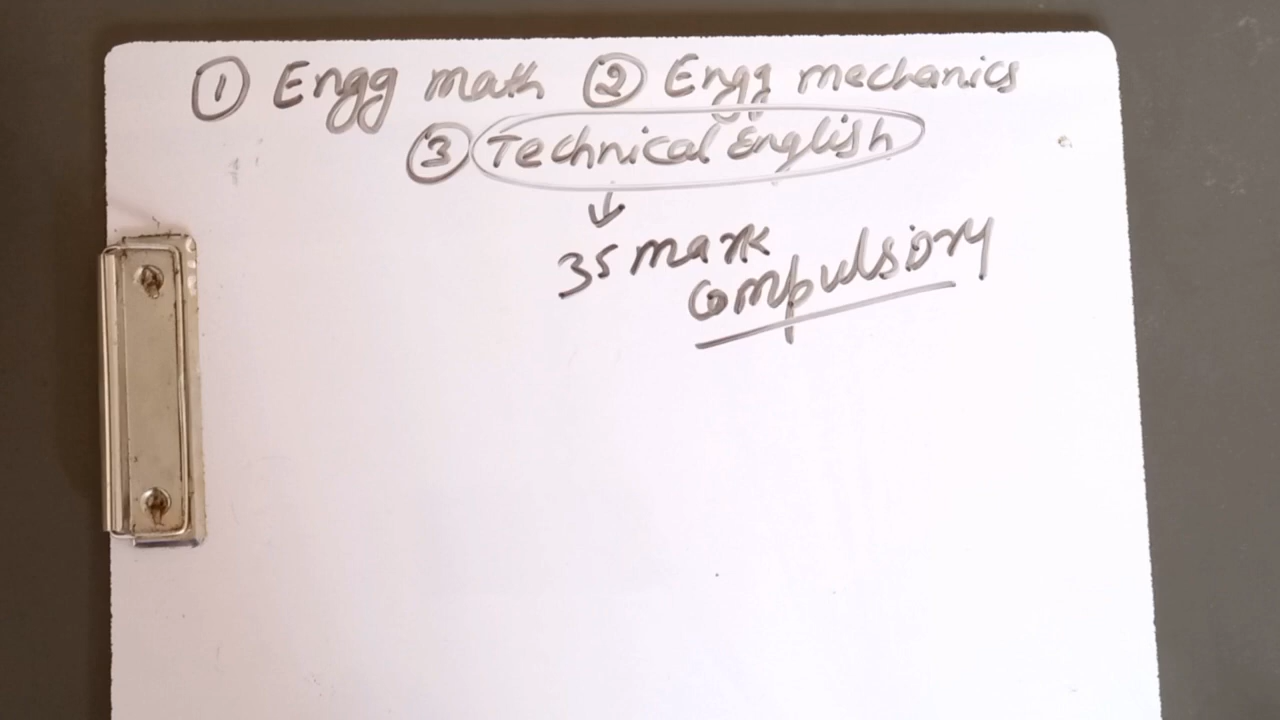 ① Engg math ② Engg mechanics
③ Technical English
↓
35 mark
compulsory